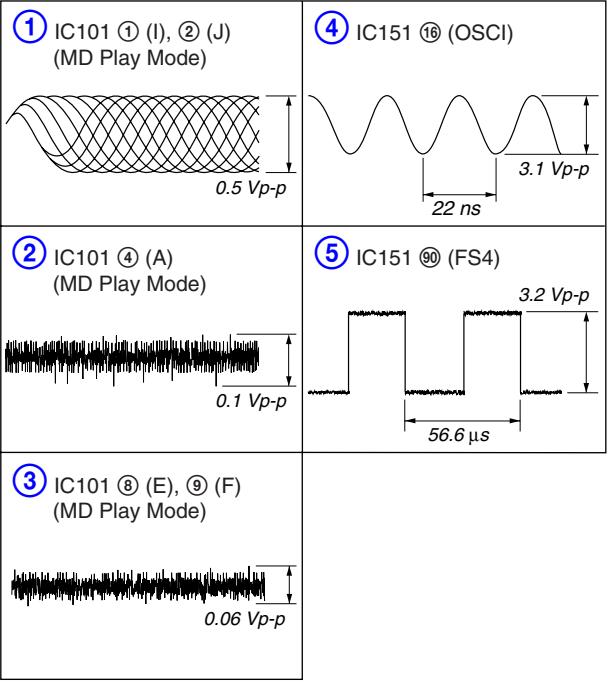 ① IC101 ① (I), ② (J)
(MD Play Mode)
0.5 Vp-p
② IC101 ④ (A)
(MD Play Mode)
0.1 Vp-p
③ IC101 ⑧ (E), ⑨ (F)
(MD Play Mode)
0.06 Vp-p
④ IC151 ⑯ (OSCI)
3.1 Vp-p
22 ns
⑤ IC151 90 (FS4)
3.2 Vp-p
56.6 µs